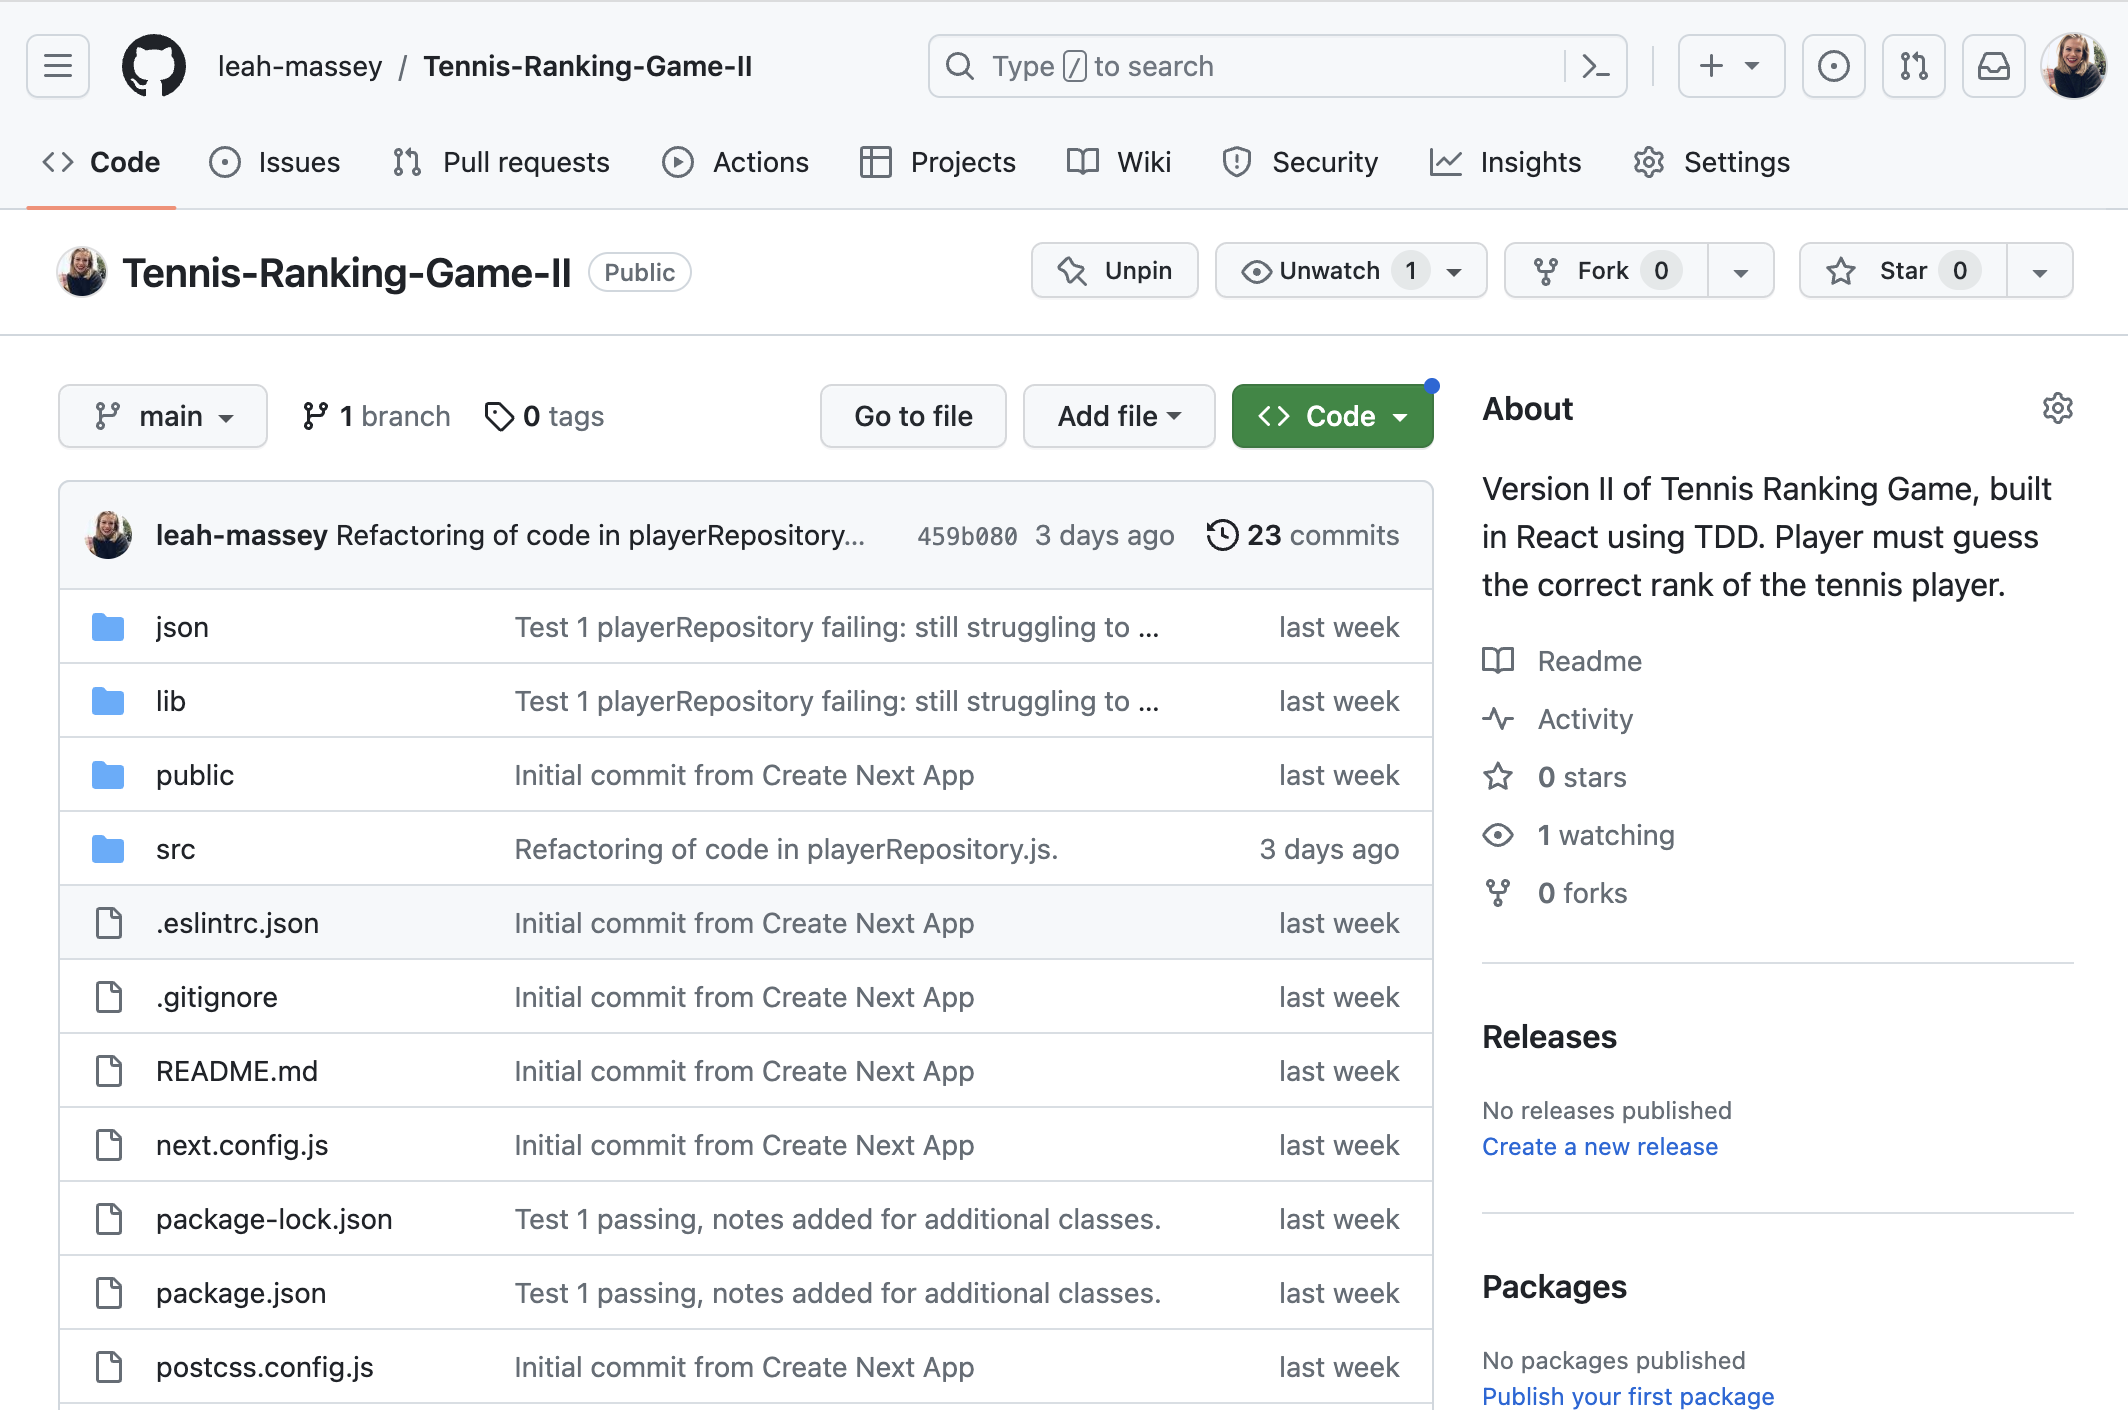 leah-massey / Tennis-Ranking-Game-II
Type / to search
Code Issues Pull requests Actions Projects Wiki Security Insights Settings
Tennis-Ranking-Game-II Public
Unpin Unwatch 1 Fork 0 Star 0
main 1 branch 0 tags Go to file Add file Code
leah-massey Refactoring of code in playerRepository... 459b080 3 days ago 23 commits
json Test 1 playerRepository failing: still struggling to ... last week
lib Test 1 playerRepository failing: still struggling to ... last week
public Initial commit from Create Next App last week
src Refactoring of code in playerRepository.js. 3 days ago
.eslintrc.json Initial commit from Create Next App last week
.gitignore Initial commit from Create Next App last week
README.md Initial commit from Create Next App last week
next.config.js Initial commit from Create Next App last week
package-lock.json Test 1 passing, notes added for additional classes. last week
package.json Test 1 passing, notes added for additional classes. last week
postcss.config.js Initial commit from Create Next App last week
About
Version II of Tennis Ranking Game, built
in React using TDD. Player must guess
the correct rank of the tennis player.
Readme
Activity
0 stars
1 watching
0 forks
Releases
No releases published
Create a new release
Packages
No packages published
Publish your first package